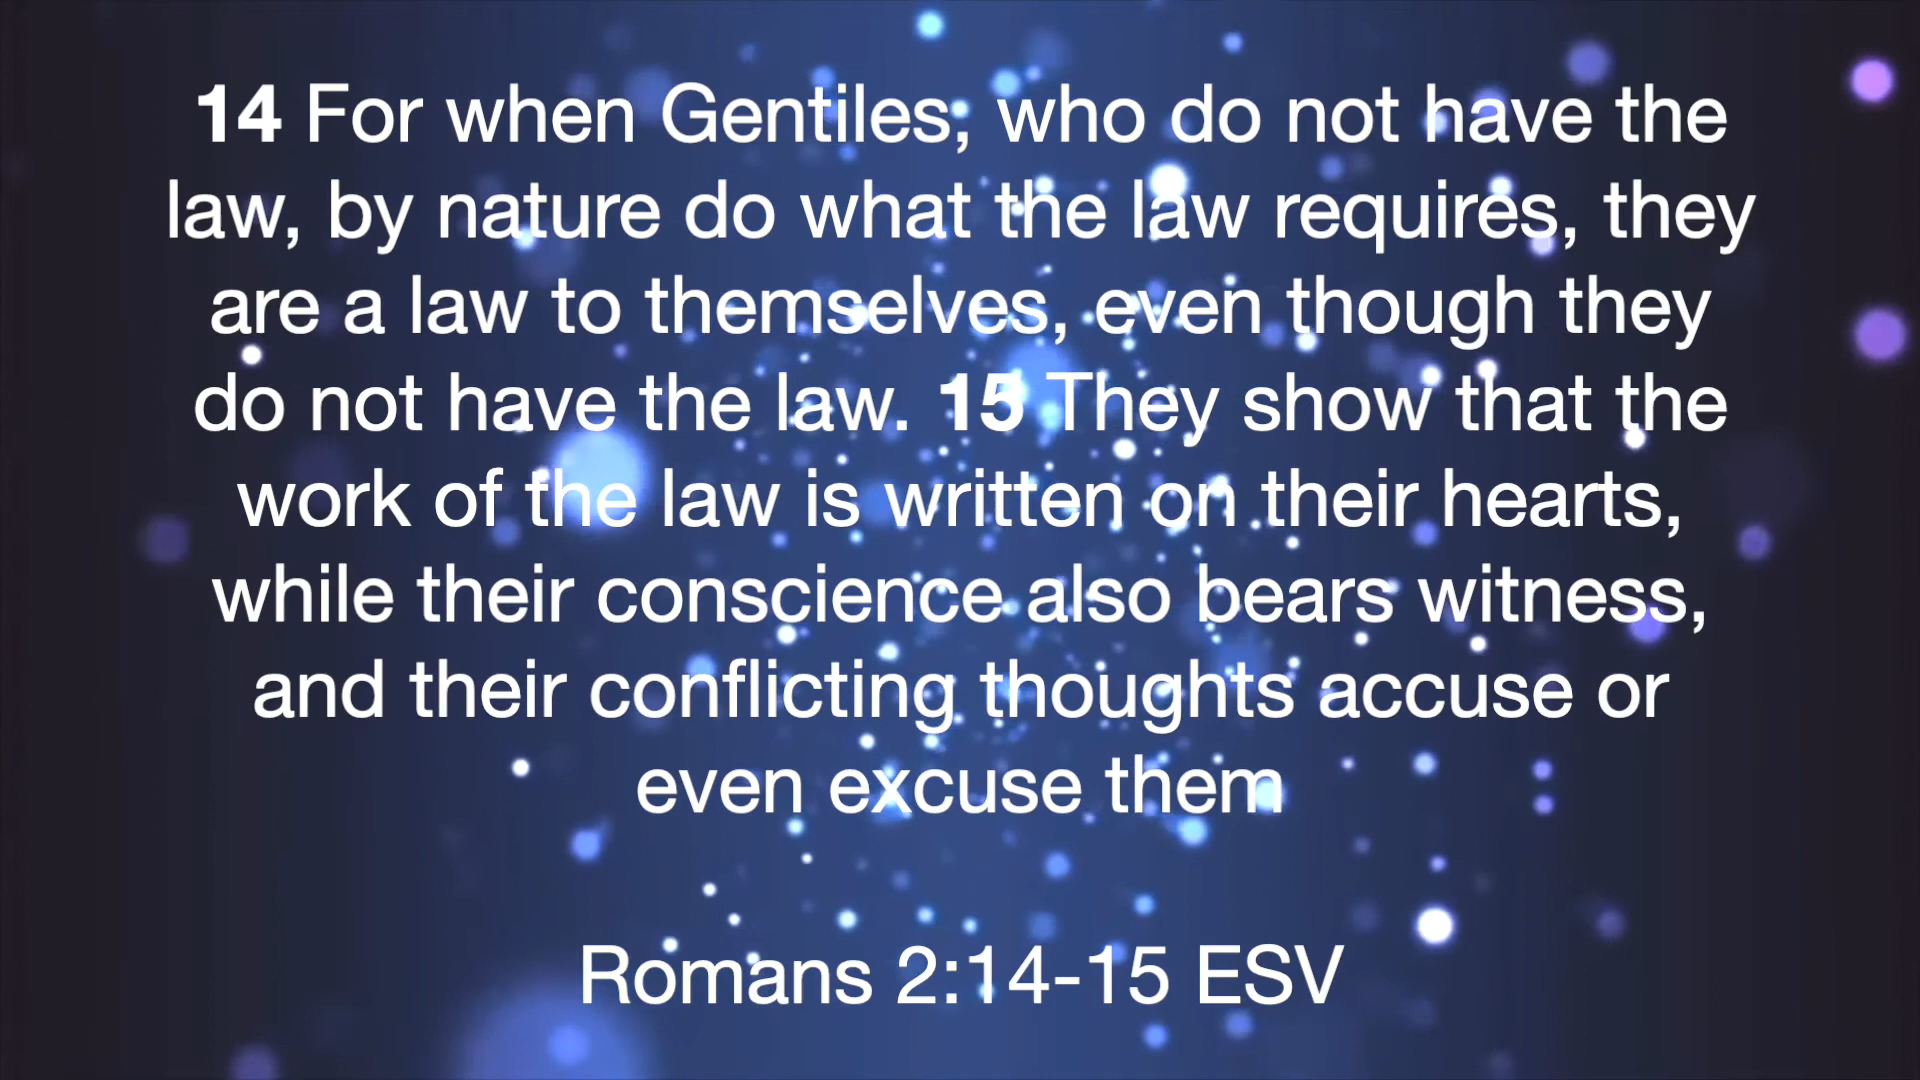 14 For when Gentiles, who do not have the
law, by nature do what the law requires, they
are a law to themselves, even though they
do not have the law. 15 They show that the
work of the law is written on their hearts,
while their conscience also bears witness,
and their conflicting thoughts accuse or
even excuse them
Romans 2:14-15 ESV